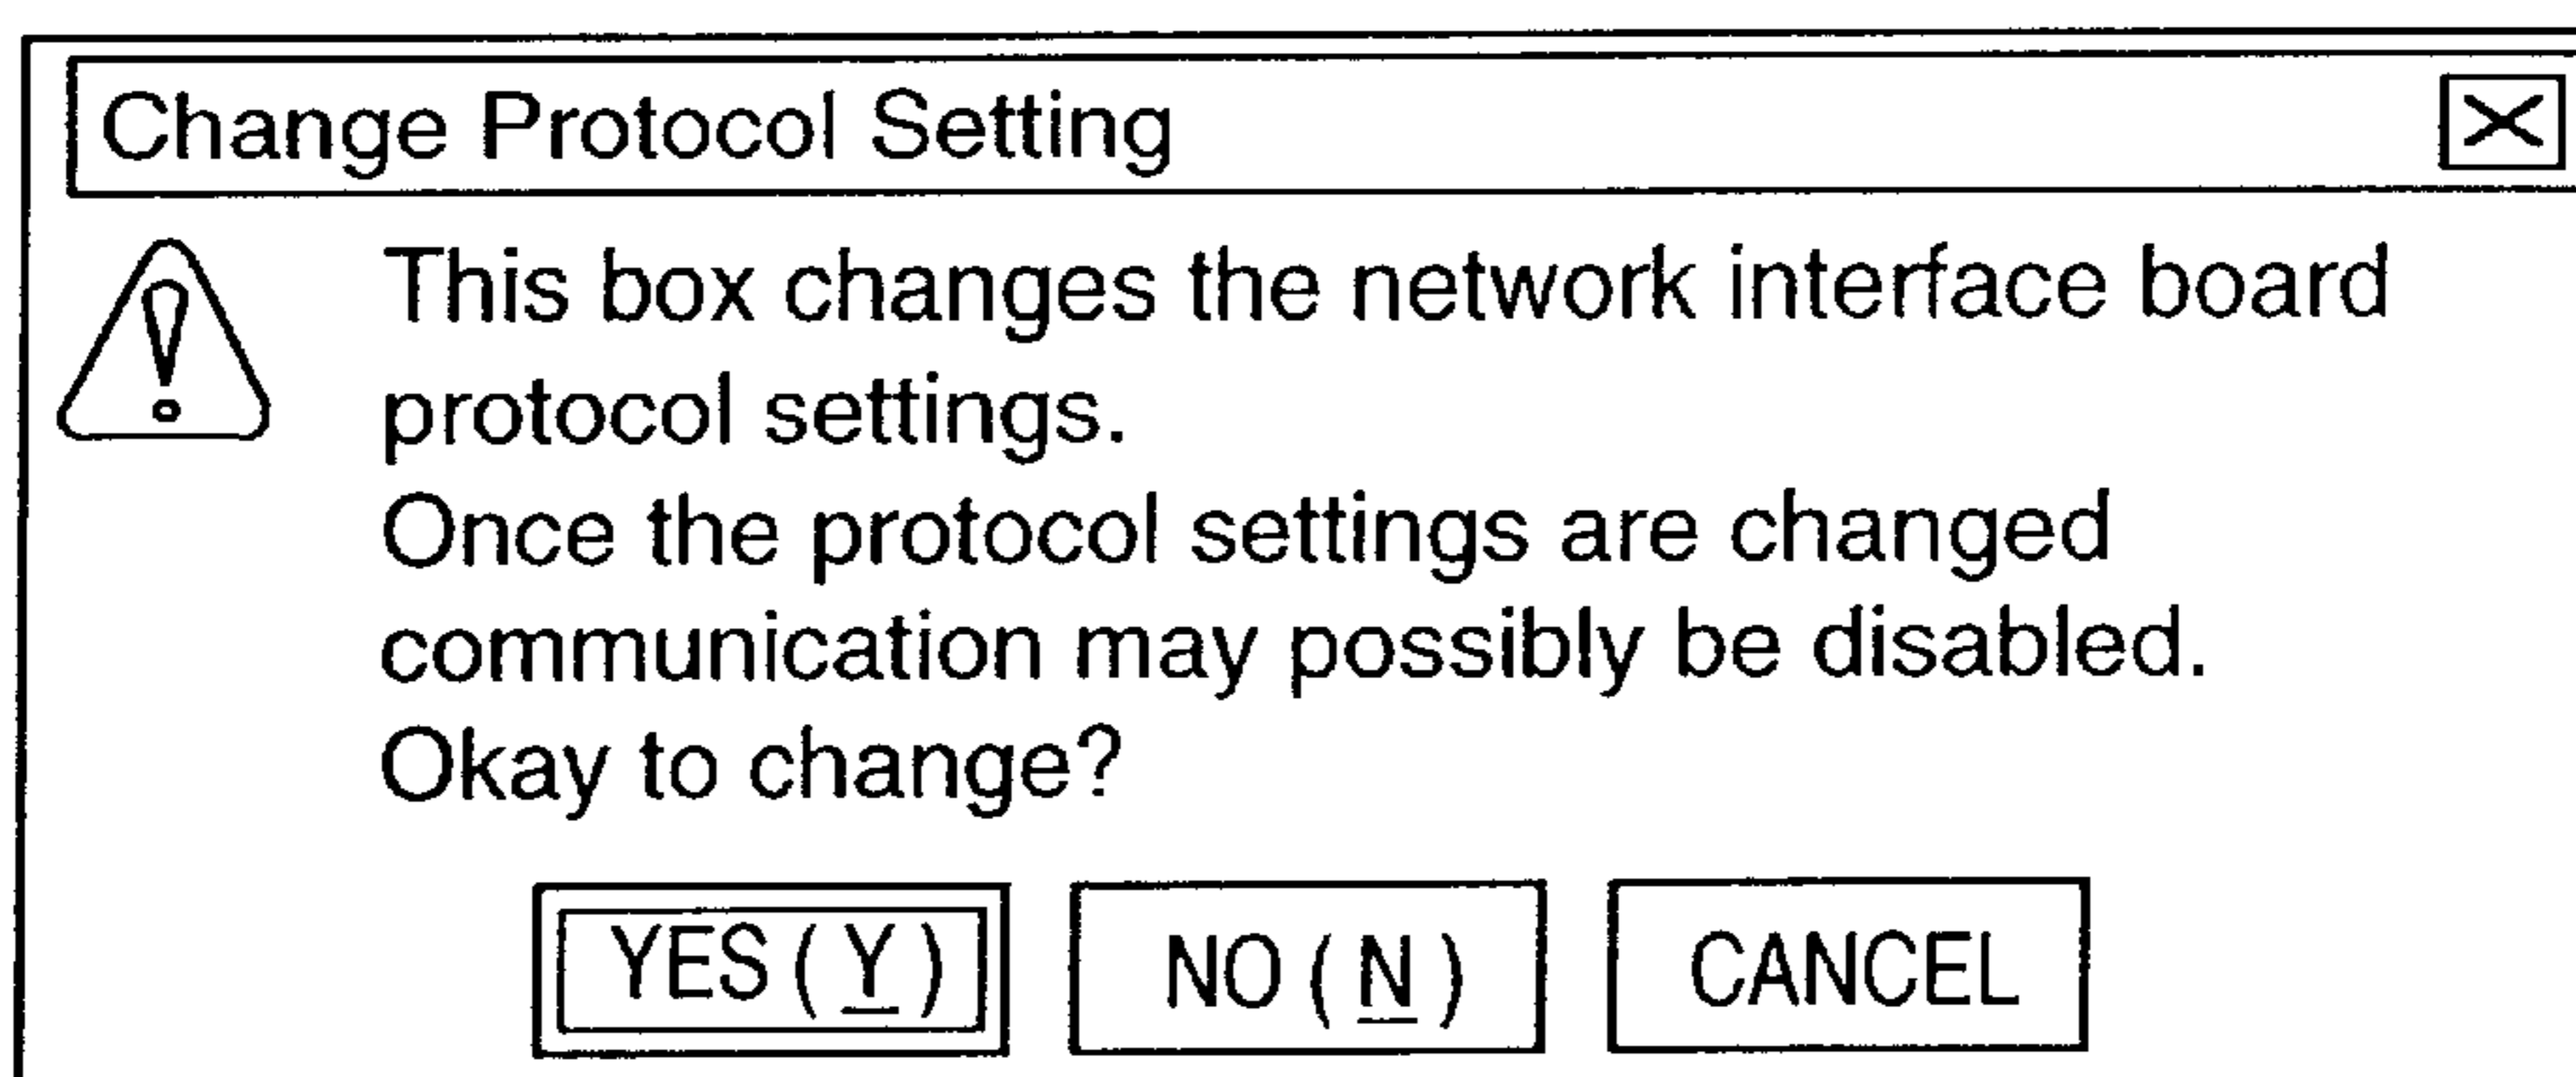 Change Protocol Setting
This box changes the network interface board
protocol settings.
Once the protocol settings are changed
communication may possibly be disabled.
Okay to change?
YES (Y) NO (N) CANCEL